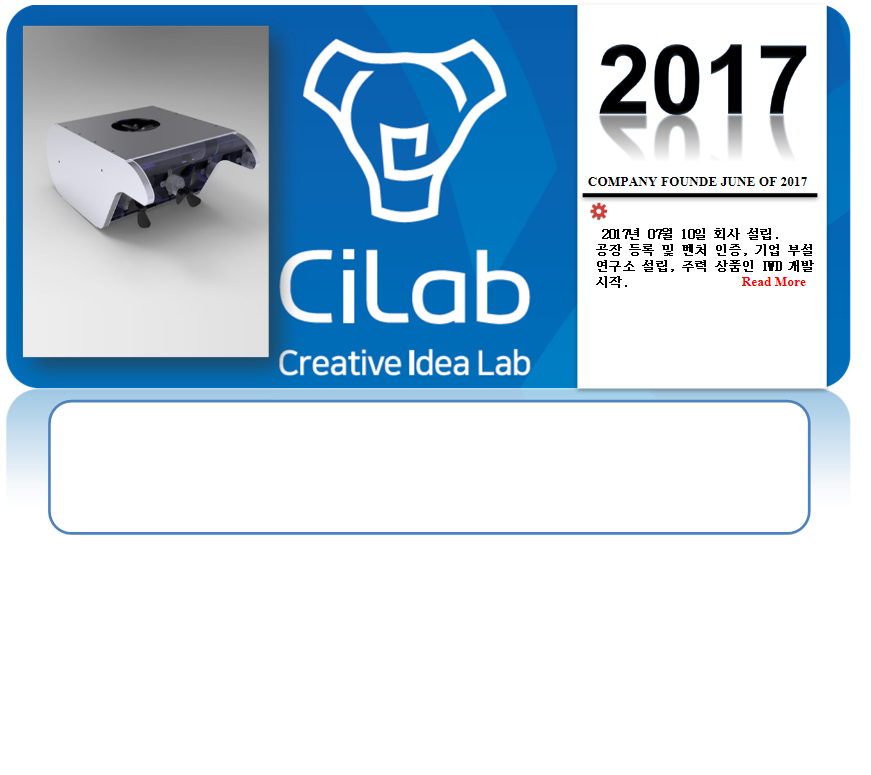 CiLab
Creative Idea Lab
2017
COMPANY FOUNDE JUNE OF 2017
2017년 07월 10일 회사 설립.
공장 등록 및 벤처 인증, 기업 부설
연구소 설립, 주력 상품인 IWD 개발
시작. Read More